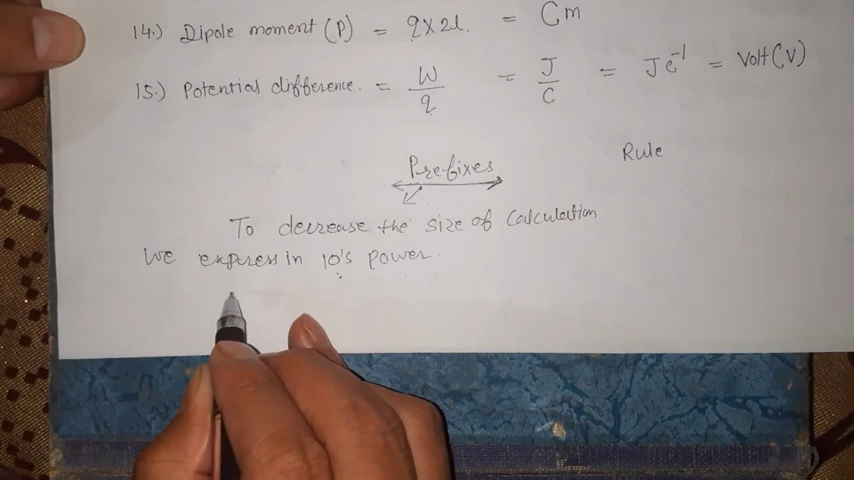 14.) Dipole moment (P) = q×2l. = Cm
15.) Potential difference. = W/q = J/C = JC⁻¹ = Volt (V)
Prefixes
Rule.
To decrease the size of Calculation
We express in 10's power.